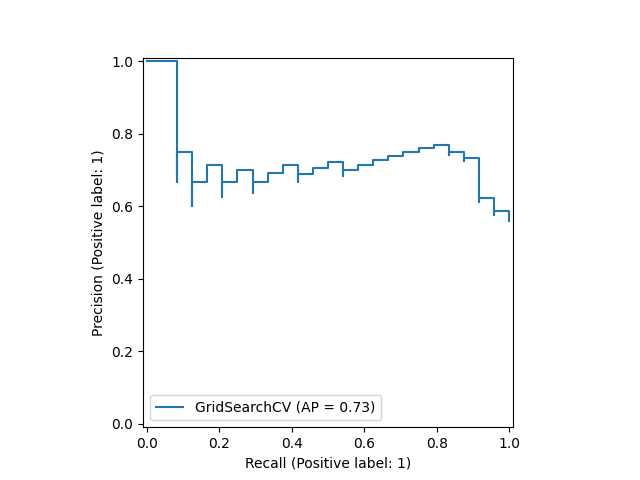 1.0
0.8
0.6
0.4
0.2
0.0
Precision (Positive label: 1)
GridSearchCV (AP = 0.73)
0.0 0.2 0.4 0.6 0.8 1.0
Recall (Positive label: 1)